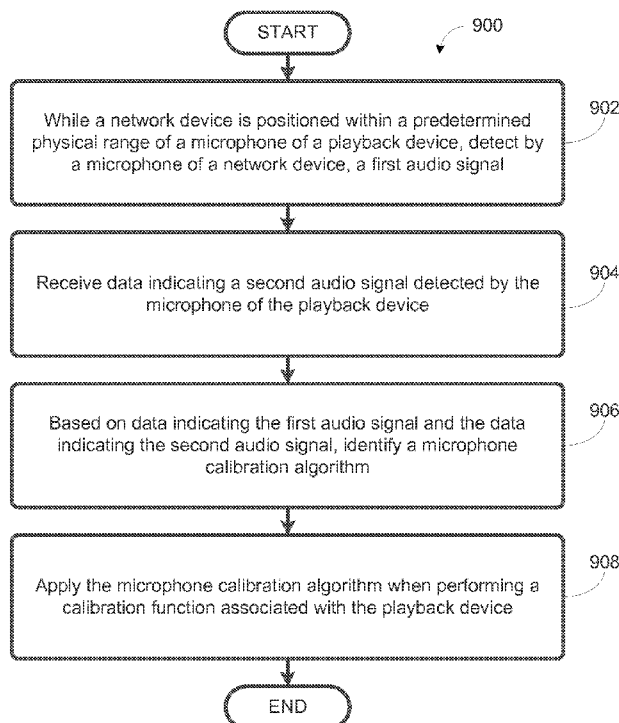 START
900
While a network device is positioned within a predetermined
physical range of a microphone of a playback device, detect by
a microphone of a network device, a first audio signal
902
Receive data indicating a second audio signal detected by the
microphone of the playback device
904
Based on data indicating the first audio signal and the data
indicating the second audio signal, identify a microphone
calibration algorithm
906
Apply the microphone calibration algorithm when performing a
calibration function associated with the playback device
908
END